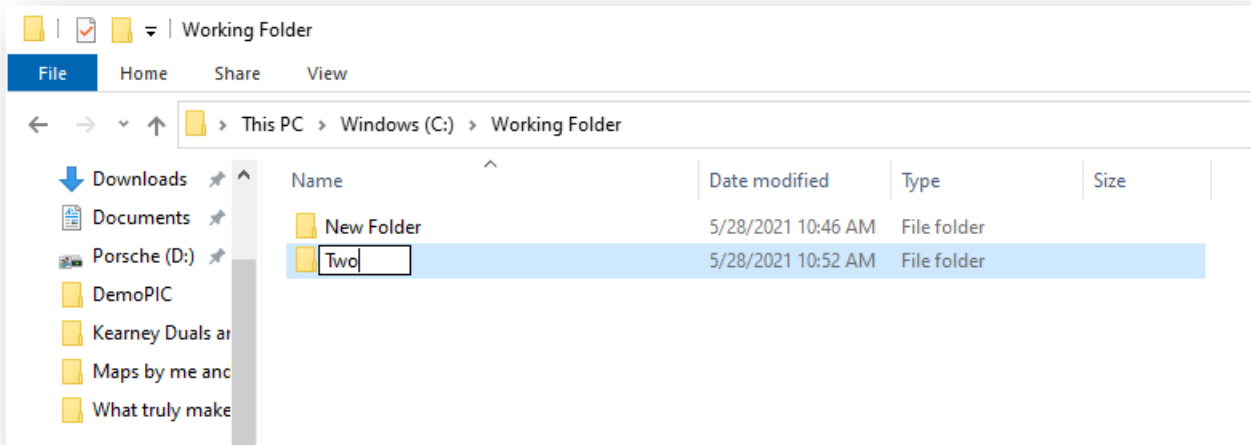 Working Folder
File Home Share View
This PC > Windows (C:) > Working Folder
Downloads
Documents
Porsche (D:)
DemoPIC
Kearney Duals ar
Maps by me and
What truly make
Name Date modified Type Size
New Folder 5/28/2021 10:46 AM File folder
Two 5/28/2021 10:52 AM File folder